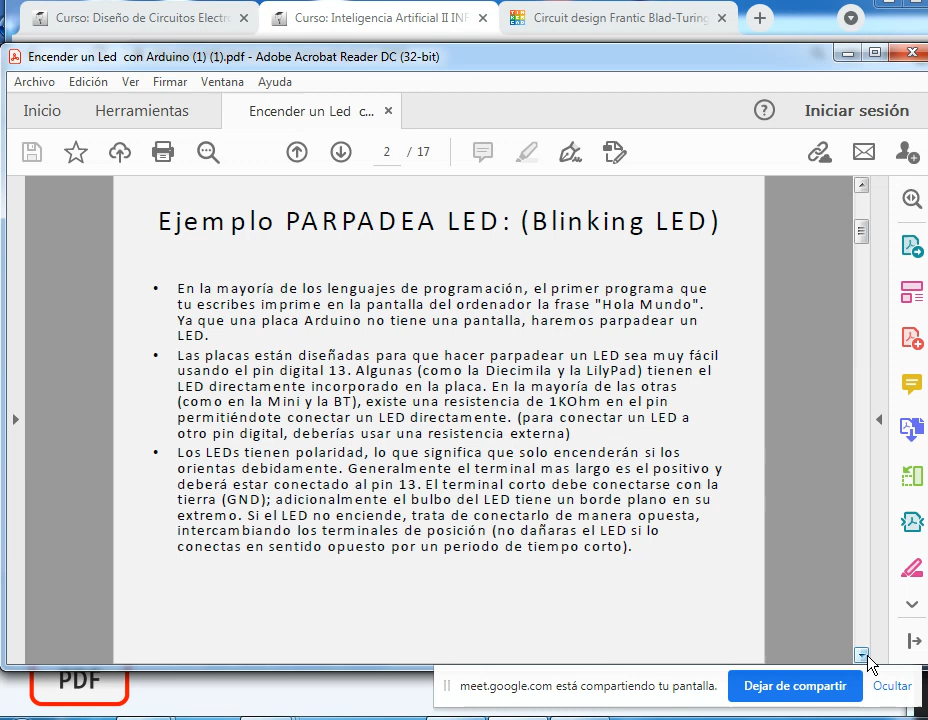 Curso: Diseño de Circuitos Electro
Curso: Inteligencia Artificial II INF
Circuit design Frantic Blad-Turing
Encender un Led con Arduino (1) (1).pdf - Adobe Acrobat Reader DC (32-bit)
Archivo Edición Ver Firmar Ventana Ayuda
Inicio Herramientas Encender un Led c... Iniciar sesión
2 / 17
Ejemplo PARPADEA LED: (Blinking LED)
• En la mayoría de los lenguajes de programación, el primer programa que
tu escribes imprime en la pantalla del ordenador la frase "Hola Mundo".
Ya que una placa Arduino no tiene una pantalla, haremos parpadear un
LED.
• Las placas están diseñadas para que hacer parpadear un LED sea muy fácil
usando el pin digital 13. Algunas (como la Diecimila y la LilyPad) tienen el
LED directamente incorporado en la placa. En la mayoría de las otras
(como en la Mini y la BT), existe una resistencia de 1KOhm en el pin
permitiéndote conectar un LED directamente. (para conectar un LED a
otro pin digital, deberías usar una resistencia externa)
• Los LEDs tienen polaridad, lo que significa que solo encenderán si los
orientas debidamente. Generalmente el terminal mas largo es el positivo y
deberá estar conectado al pin 13. El terminal corto debe conectarse con la
tierra (GND); adicionalmente el bulbo del LED tiene un borde plano en su
extremo. Si el LED no enciende, trata de conectarlo de manera opuesta,
intercambiando los terminales de posición (no dañaras el LED si lo
conectas en sentido opuesto por un periodo de tiempo corto).
PDF
meet.google.com está compartiendo tu pantalla. Dejar de compartir Ocultar